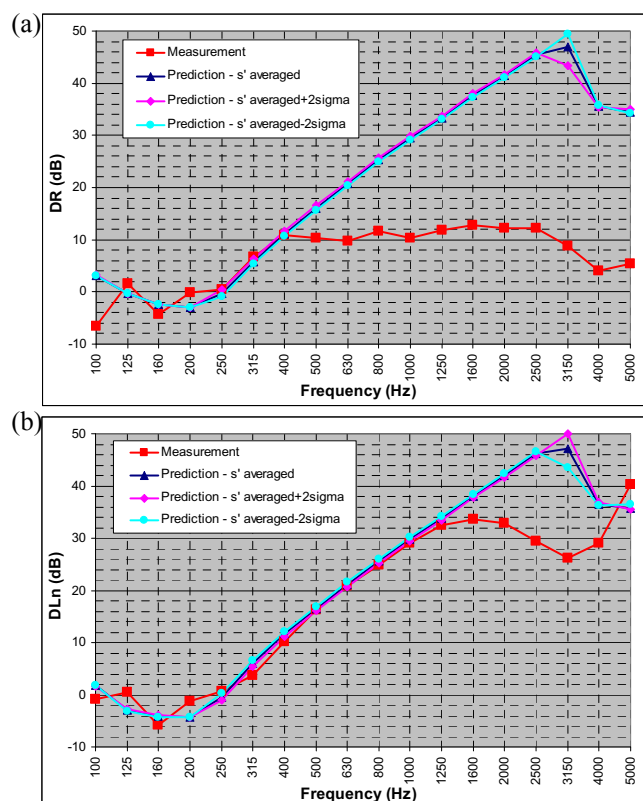 (a)
50
40
30
20
10
0
-10
DR (dB)
Measurement
Prediction - s' averaged
Prediction - s' averaged+2sigma
Prediction - s' averaged-2sigma
100 125 160 200 250 315 400 500 630 800 1000 1250 1600 2000 2500 3150 4000 5000
Frequency (Hz)
(b)
50
40
30
20
10
0
-10
DLn (dB)
Measurement
Prediction - s' averaged
Prediction - s' averaged+2sigma
Prediction - s' averaged-2sigma
100 125 160 200 250 315 400 500 630 800 1000 1250 1600 2000 2500 3150 4000 5000
Frequency (Hz)